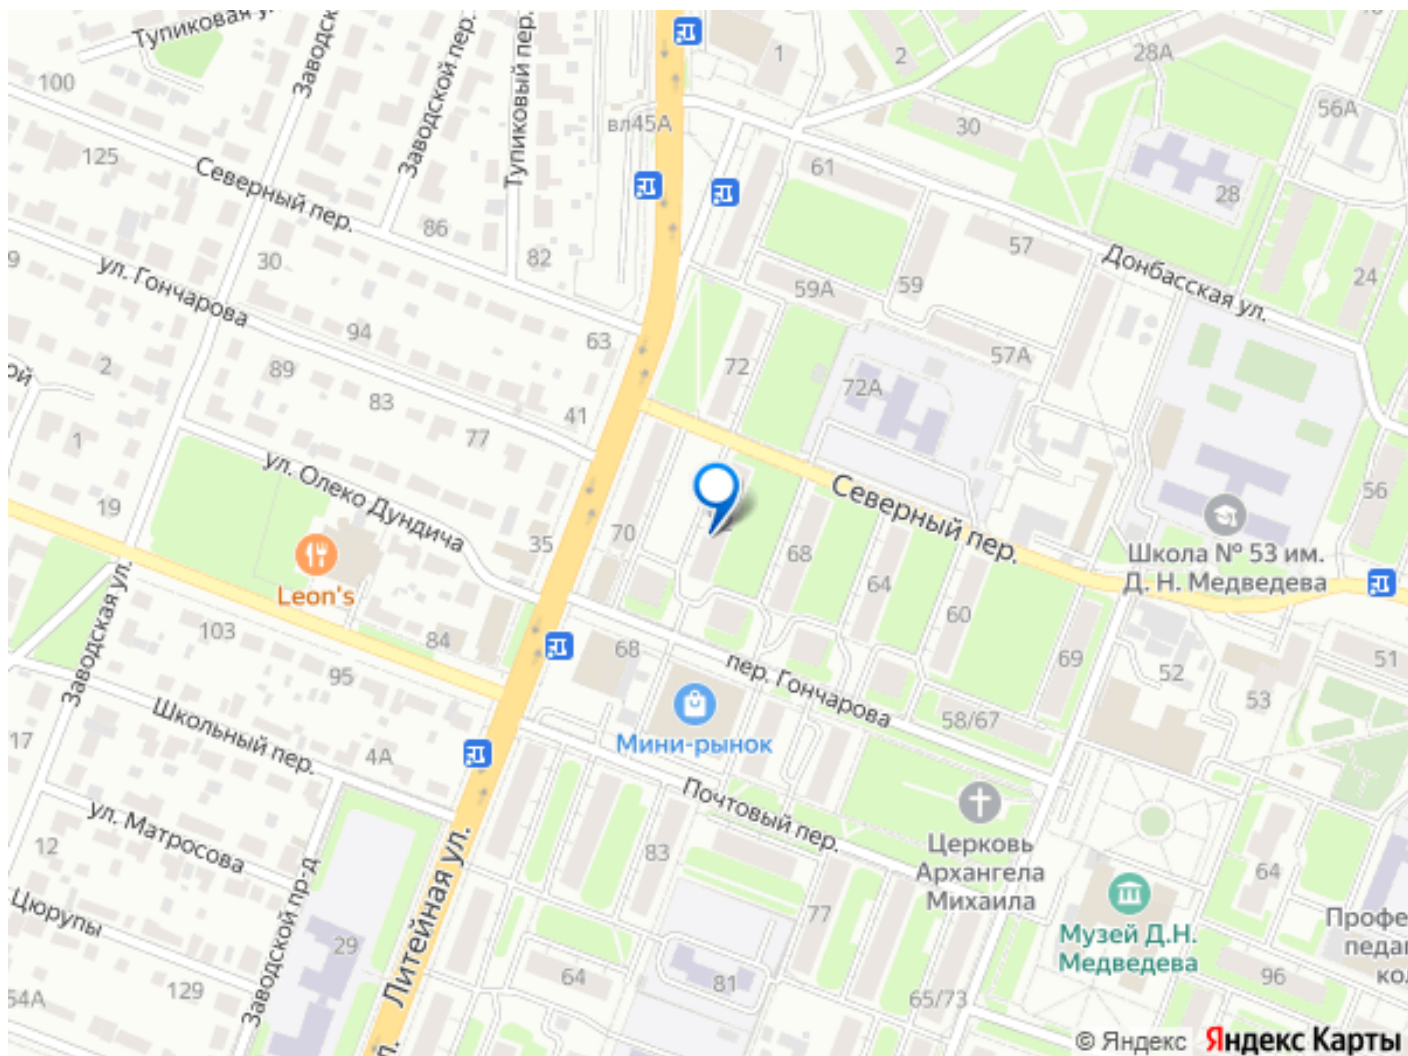 Тупиковая у
Заводск
Заводской пер.
Тупиковый пер.
1
2
28А
100
вл45А
30
56А
125
Северный пер.
61
28
86
82
57
24
9
30
ул. Гончарова
59А
59
Донбасская ул.
94
63
57А
2
89
72
72А
ой
83
41
1
77
ул. Олеко Дундича
Северный пер.
56
19
35
70
68
64
Школа № 53 им.
Д. Н. Медведева
Leon's
60
Заводская ул.
103
84
68
пер. Гончарова
69
52
51
95
53
58/67
Школьный пер.
17
4А
Мини-рынок
Почтовый пер.
ул. Матросова
12
83
Церковь
Архангела
Михаила
64
Литейная ул.
Заводской пр-д
Цюрупы
29
77
Музей Д.Н.
Медведева
Профе
педаг
кол
54А
129
64
81
65/73
96
л.
© Яндекс Яндекс Карты